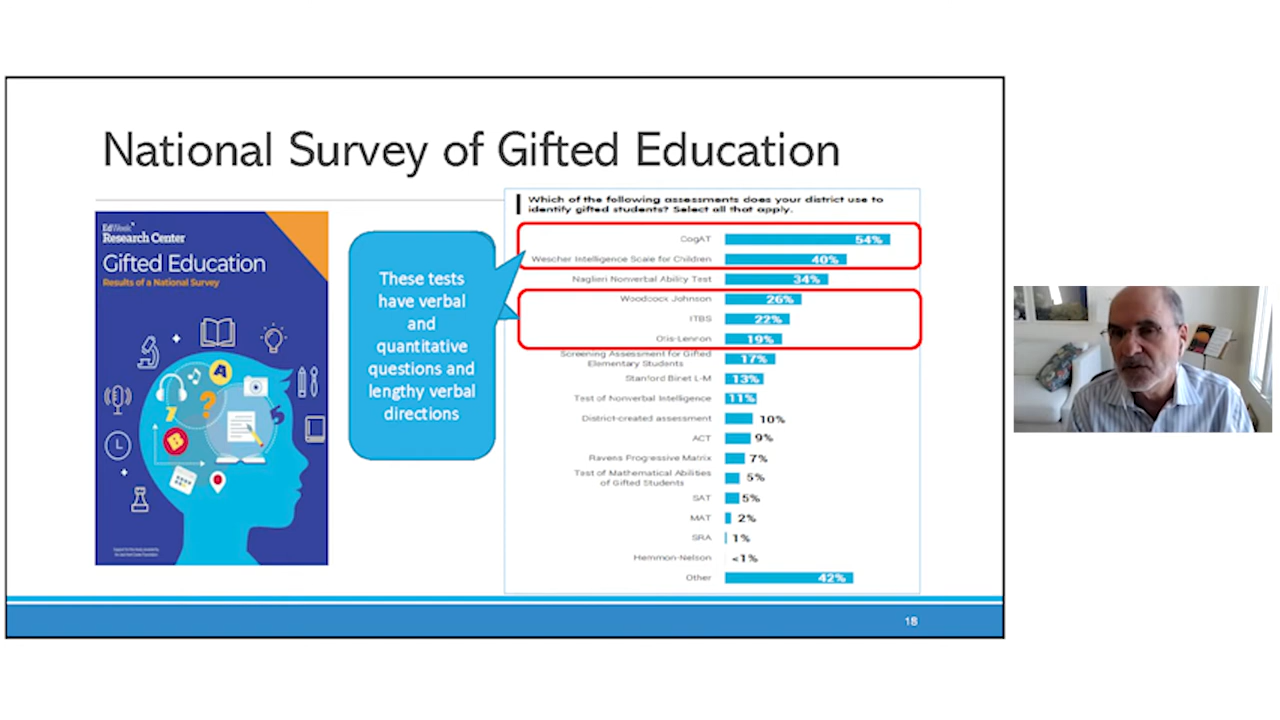 National Survey of Gifted Education
EdWeek
Research Center
Gifted Education
Results of a National Survey
A
?
7
5
B
These tests
have verbal
and
quantitative
questions and
lengthy verbal
directions
Which of the following assessments does your district use to
identify gifted students? Select all that apply.
CogAT 54%
Wescher Intelligence Scale for Children 40%
Naglieri Nonverbal Ability Test 34%
Woodcock Johnson 26%
ITBS 22%
Otis-Lennon 19%
Screening Assessment for Gifted
Elementary Students 17%
Stanford Binet L-M 13%
Test of Nonverbal Intelligence 11%
District-created assessment 10%
ACT 9%
Ravens Progressive Matrix 7%
Test of Mathematical Abilities
of Gifted Students 5%
SAT 5%
MAT 2%
SRA 1%
Hemmon-Nelson <1%
Other 42%
18